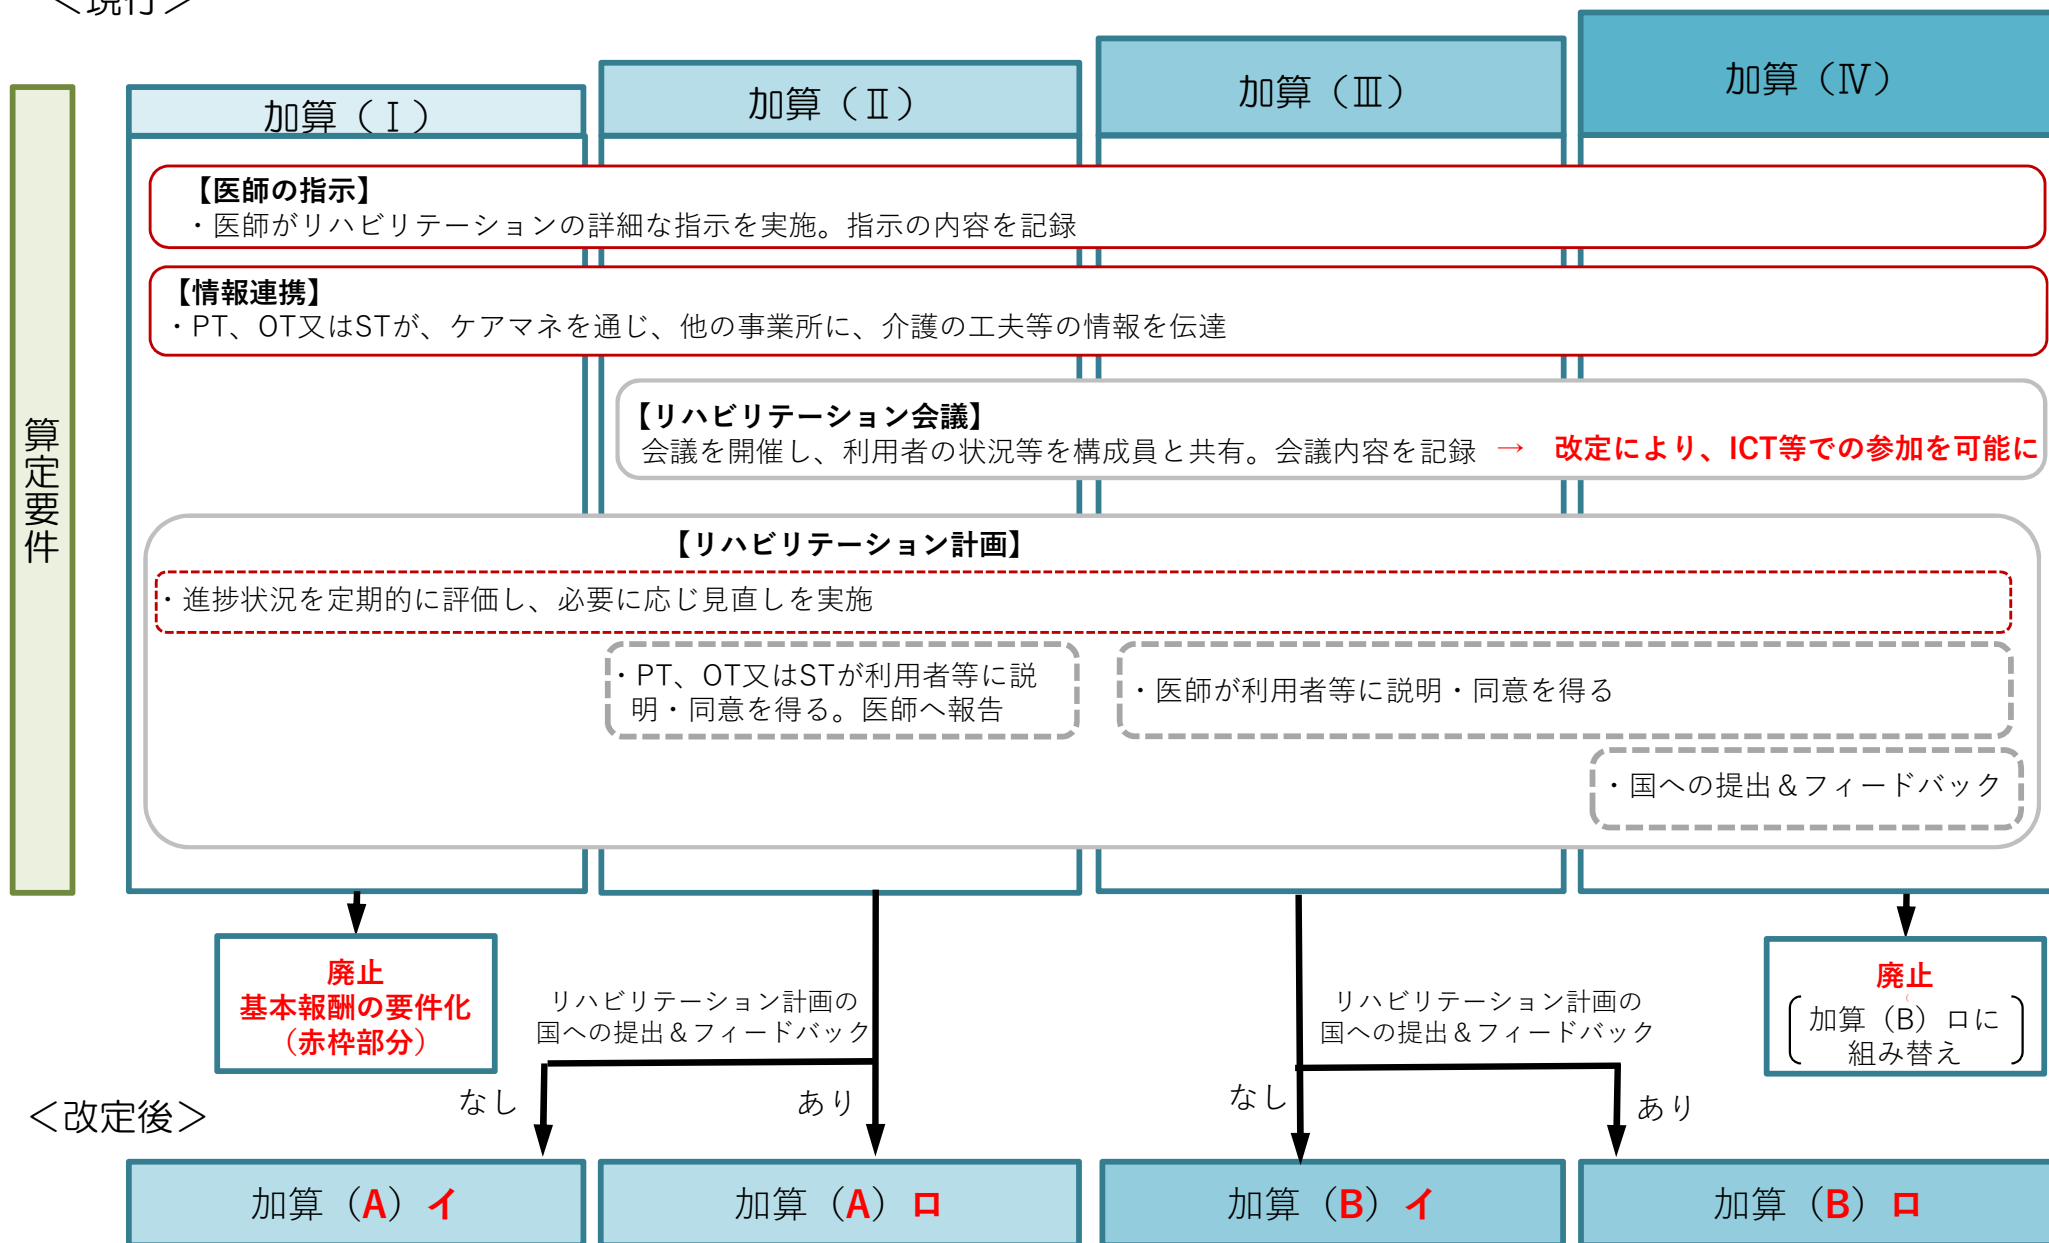 ＜現行＞
加算（Ⅰ）
加算（Ⅱ）
加算（Ⅲ）
加算（Ⅳ）
算定要件
【医師の指示】
・医師がリハビリテーションの詳細な指示を実施。指示の内容を記録
【情報連携】
・PT、OT又はSTが、ケアマネを通じ、他の事業所に、介護の工夫等の情報を伝達
【リハビリテーション会議】
会議を開催し、利用者の状況等を構成員と共有。会議内容を記録 → 改定により、ICT等での参加を可能に
【リハビリテーション計画】
・進捗状況を定期的に評価し、必要に応じ見直しを実施
・PT、OT又はSTが利用者等に説
明・同意を得る。医師へ報告
・医師が利用者等に説明・同意を得る
・国への提出＆フィードバック
廃止
基本報酬の要件化
（赤枠部分）
リハビリテーション計画の
国への提出＆フィードバック
なし
あり
リハビリテーション計画の
国への提出＆フィードバック
なし
あり
廃止
（
加算（B）ロに
組み替え
＜改定後＞
加算（A）イ
加算（A）ロ
加算（B）イ
加算（B）ロ